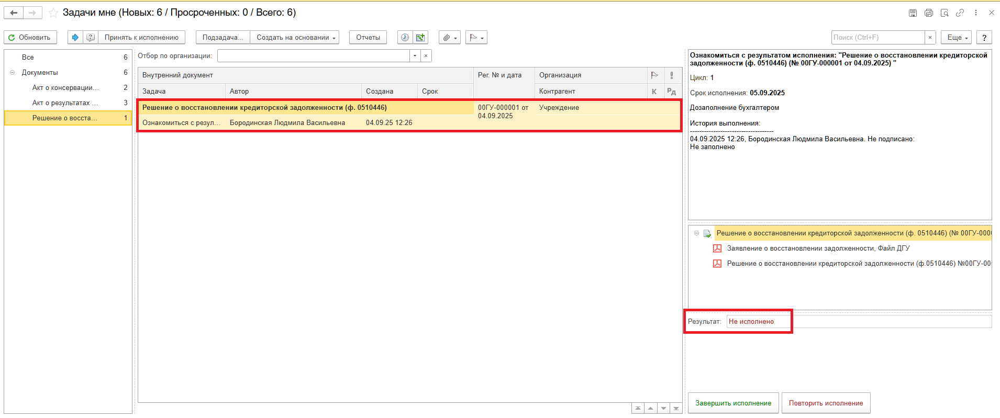 Задачи мне (Новых: 6 / Просроченных: 0 / Всего: 6)
Обновить
Принять к исполнению
Подзадача...
Создать на основании
Отчеты
Поиск (Ctrl+F)
×
Еще
?
Все 6
Документы 6
Акт о консервации... 2
Акт о результатах ... 3
Решение о восста... 1
Отбор по организации:
Внутренний документ
Рег. № и дата
Организация
Задача
Автор
Создана
Срок
Контрагент
К
Рд
Решение о восстановлении кредиторской задолженности (ф. 0510446)
00ГУ-000001 от
04.09.2025
Учреждение
Ознакомиться с резул...
Бородинская Людмила Васильевна
04.09.25 12:26
Ознакомиться с результатом исполнения: "Решение о восстановлении кредиторской
задолженности (ф. 0510446) (№ 00ГУ-000001 от 04.09.2025) "
Цикл: 1
Срок исполнения: 05.09.2025
Дозаполнение бухгалтером
История выполнения:
------------------------------------
04.09.2025 12:26, Бородинская Людмила Васильевна. Не подписано:
Не заполнено
Решение о восстановлении кредиторской задолженности (ф. 0510446) (№ 00ГУ-000
Заявление о восстановлении задолженности, Файл ДГУ
Решение о восстановлении кредиторской задолженности (ф.0510446) №00ГУ-00
Результат: Не исполнено
Завершить исполнение
Повторить исполнение